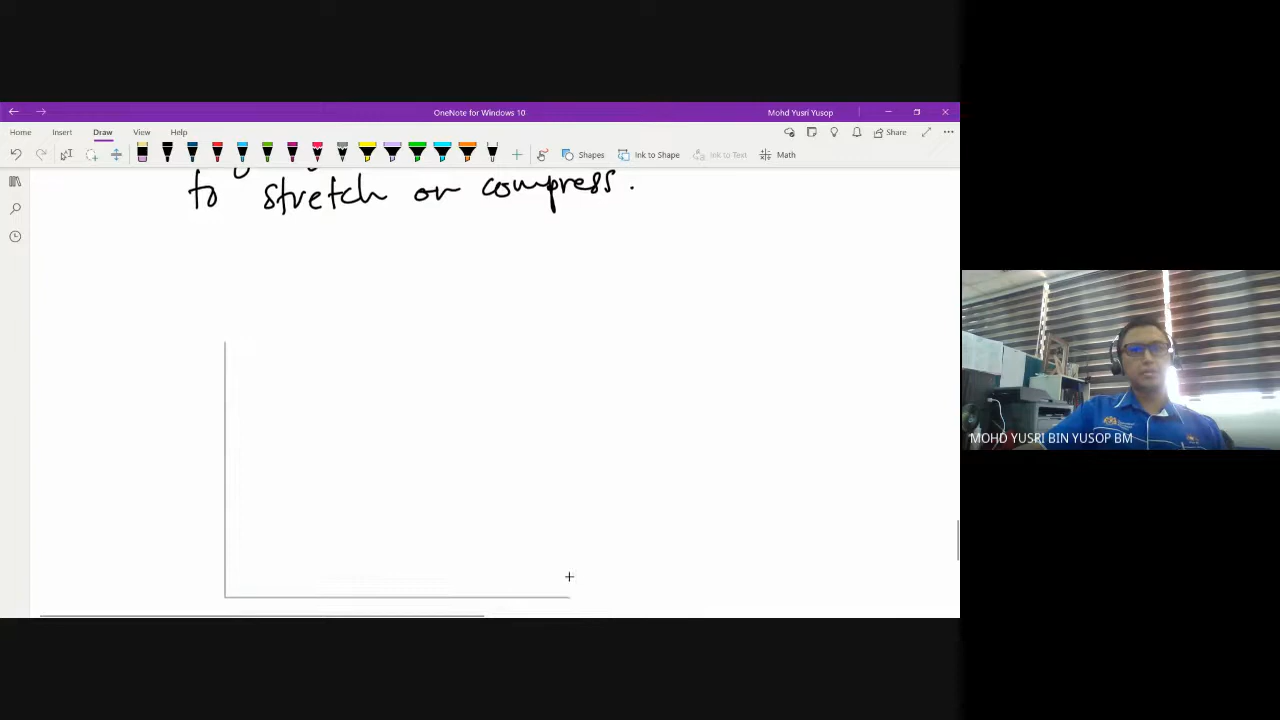 OneNote for Windows 10
Mohd Yusri Yusop
Home Insert Draw View Help
Share
Shapes
Ink to Shape
Ink to Text
Math
to stretch or compress.
MOHD YUSRI BIN YUSOP BM